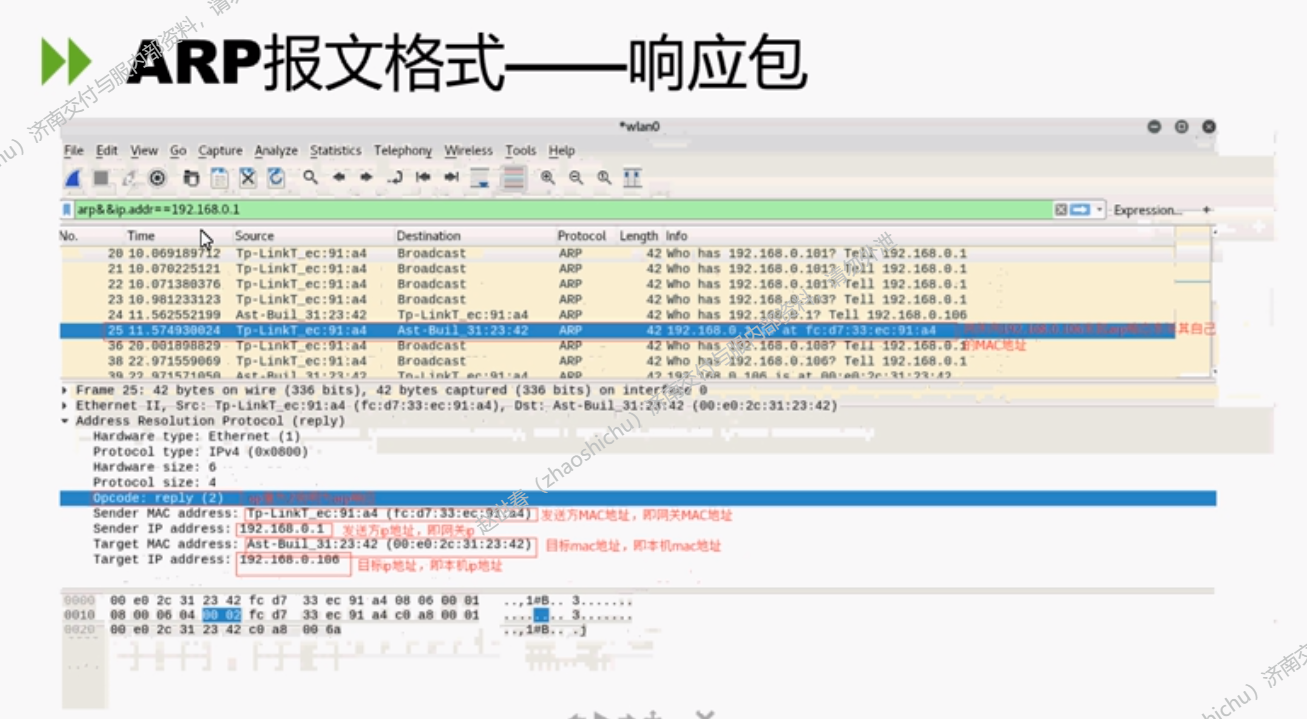 ARP报文格式——响应包
*wlan0
File Edit View Go Capture Analyze Statistics Telephony Wireless Tools Help
arp&&ip.addr==192.168.0.1 Expression... +
No. Time Source Destination Protocol Length Info
20 10.069189712 Tp-LinkT_ec:91:a4 Broadcast ARP 42 Who has 192.168.0.101? Tell 192.168.0.1
21 10.070225121 Tp-LinkT_ec:91:a4 Broadcast ARP 42 Who has 192.168.0.101? Tell 192.168.0.1
22 10.071380376 Tp-LinkT_ec:91:a4 Broadcast ARP 42 Who has 192.168.0.101? Tell 192.168.0.1
23 10.981233123 Tp-LinkT_ec:91:a4 Broadcast ARP 42 Who has 192.168.0.103? Tell 192.168.0.1
24 11.562552199 Ast-Buil_31:23:42 Tp-LinkT_ec:91:a4 ARP 42 Who has 192.168.0.1? Tell 192.168.0.106
25 11.574930024 Tp-LinkT_ec:91:a4 Ast-Buil_31:23:42 ARP 42 192.168.0.1 is at fc:d7:33:ec:91:a4
其自己
36 20.001898829 Tp-LinkT_ec:91:a4 Broadcast ARP 42 Who has 192.168.0.108? Tell 192.168.0.1
的MAC地址
38 22.971559069 Tp-LinkT_ec:91:a4 Ast-Buil_31:23:42 ARP 42 Who has 192.168.0.106? Tell 192.168.0.1
39 22.971571050 Ast-Buil_31:23:42 Tp-LinkT_ec:91:a4 ARP 42 192.168.0.106 is at 00:e0:2c:31:23:42
Frame 25: 42 bytes on wire (336 bits), 42 bytes captured (336 bits) on interface 0
Ethernet II, Src: Tp-LinkT_ec:91:a4 (fc:d7:33:ec:91:a4), Dst: Ast-Buil_31:23:42 (00:e0:2c:31:23:42)
Address Resolution Protocol (reply)
Hardware type: Ethernet (1)
Protocol type: IPv4 (0x0800)
Hardware size: 6
Protocol size: 4
Opcode: reply (2)
Sender MAC address: Tp-LinkT_ec:91:a4 (fc:d7:33:ec:91:a4) 发送方MAC地址，即网关MAC地址
Sender IP address: 192.168.0.1 发送方ip地址，即网关ip
Target MAC address: Ast-Buil_31:23:42 (00:e0:2c:31:23:42) 目标mac地址，即本机mac地址
Target IP address: 192.168.0.106 目标ip地址，即本机ip地址
0000 00 e0 2c 31 23 42 fc d7 33 ec 91 a4 08 06 00 01 ..,1#B.. 3.......
0010 08 00 06 04 00 02 fc d7 33 ec 91 a4 c0 a8 00 01 ........ 3.......
0020 00 e0 2c 31 23 42 c0 a8 00 6a ..,1#B.. .j
hu）济南交付与服内部资料，请
（zhaoshichu）济南交付与服内部资料，请勿外泄
hichu）济南交